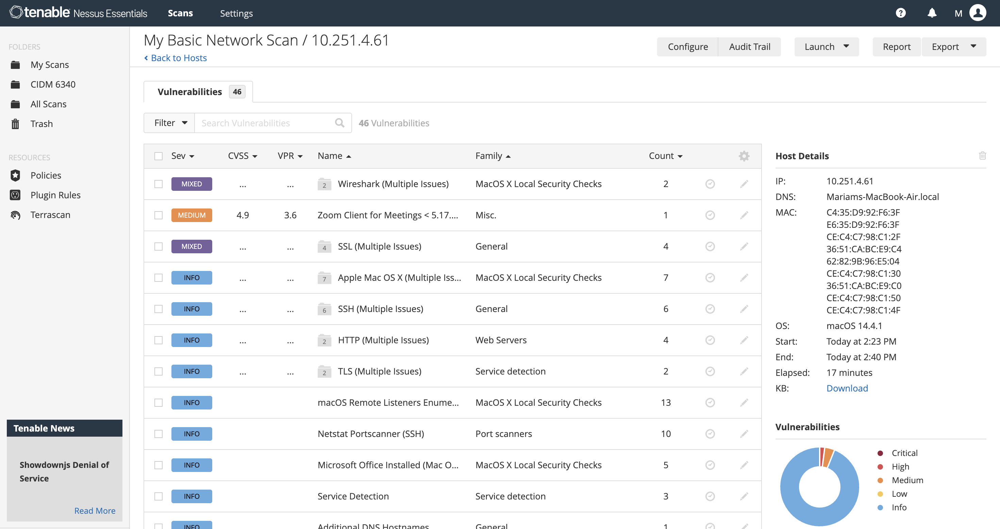 tenable Nessus Essentials Scans Settings ? M
FOLDERS
My Scans
CIDM 6340
All Scans
Trash
RESOURCES
Policies
Plugin Rules
Terrascan
Tenable News
Showdownjs Denial of
Service
Read More
My Basic Network Scan / 10.251.4.61
Back to Hosts
Configure Audit Trail Launch Report Export
Vulnerabilities 46
Filter Search Vulnerabilities 46 Vulnerabilities
Sev CVSS VPR Name Family Count
MIXED ... ... 2 Wireshark (Multiple Issues) MacOS X Local Security Checks 2
MEDIUM 4.9 3.6 Zoom Client for Meetings < 5.17.... Misc. 1
MIXED ... ... 4 SSL (Multiple Issues) General 4
INFO ... ... 7 Apple Mac OS X (Multiple Iss... MacOS X Local Security Checks 7
INFO ... ... 6 SSH (Multiple Issues) General 6
INFO ... ... 2 HTTP (Multiple Issues) Web Servers 4
INFO ... ... 2 TLS (Multiple Issues) Service detection 2
INFO macOS Remote Listeners Enume... MacOS X Local Security Checks 13
INFO Netstat Portscanner (SSH) Port scanners 10
INFO Microsoft Office Installed (Mac O... MacOS X Local Security Checks 5
INFO Service Detection Service detection 3
INFO Additional DNS Hostnames General 1
Host Details
IP: 10.251.4.61
DNS: Mariams-MacBook-Air.local
MAC: C4:35:D9:92:F6:3F
E6:35:D9:92:F6:3F
CE:C4:C7:98:C1:2F
36:51:CA:BC:E9:C4
62:82:9B:96:E5:04
CE:C4:C7:98:C1:30
36:51:CA:BC:E9:C0
CE:C4:C7:98:C1:50
CE:C4:C7:98:C1:4F
OS: macOS 14.4.1
Start: Today at 2:23 PM
End: Today at 2:40 PM
Elapsed: 17 minutes
KB: Download
Vulnerabilities
Critical
High
Medium
Low
Info